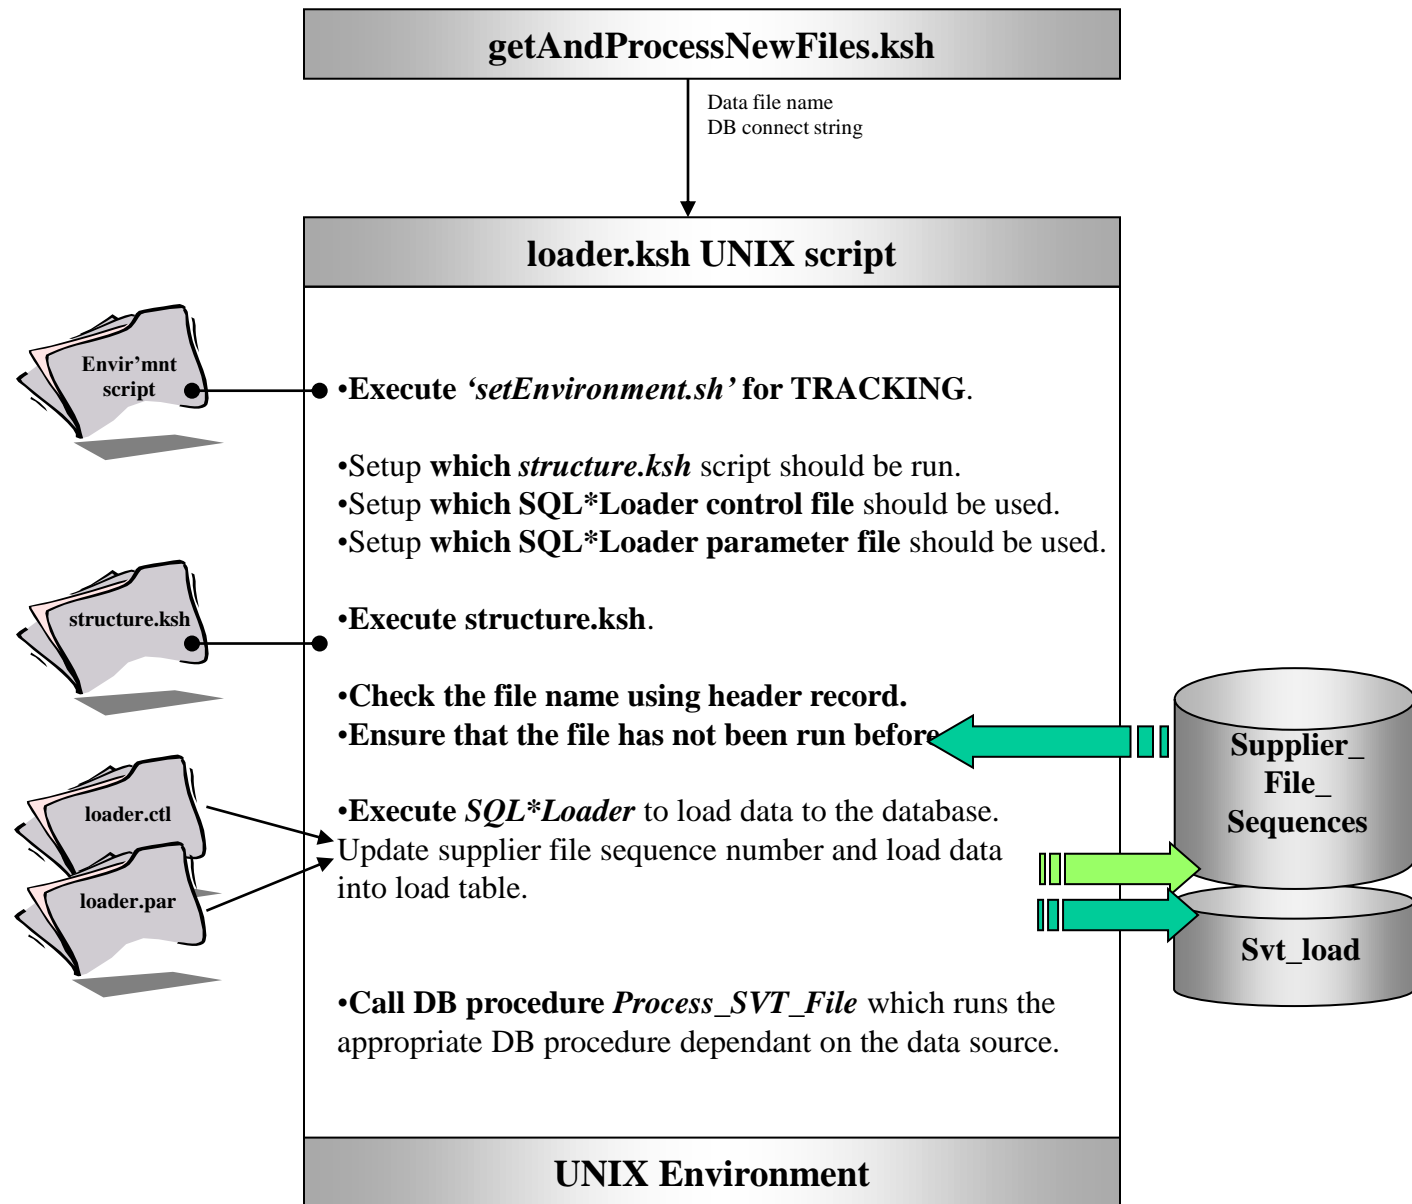 getAndProcessNewFiles.ksh
Data file name
DB connect string
loader.ksh UNIX script
Envir’mnt
script
•Execute ‘setEnvironment.sh’ for TRACKING.
•Setup which structure.ksh script should be run.
•Setup which SQL*Loader control file should be used.
•Setup which SQL*Loader parameter file should be used.
structure.ksh
•Execute structure.ksh.
•Check the file name using header record.
•Ensure that the file has not been run before
Supplier_
File_
Sequences
loader.ctl
loader.par
•Execute SQL*Loader to load data to the database.
Update supplier file sequence number and load data
into load table.
Svt_load
•Call DB procedure Process_SVT_File which runs the
appropriate DB procedure dependant on the data source.
UNIX Environment